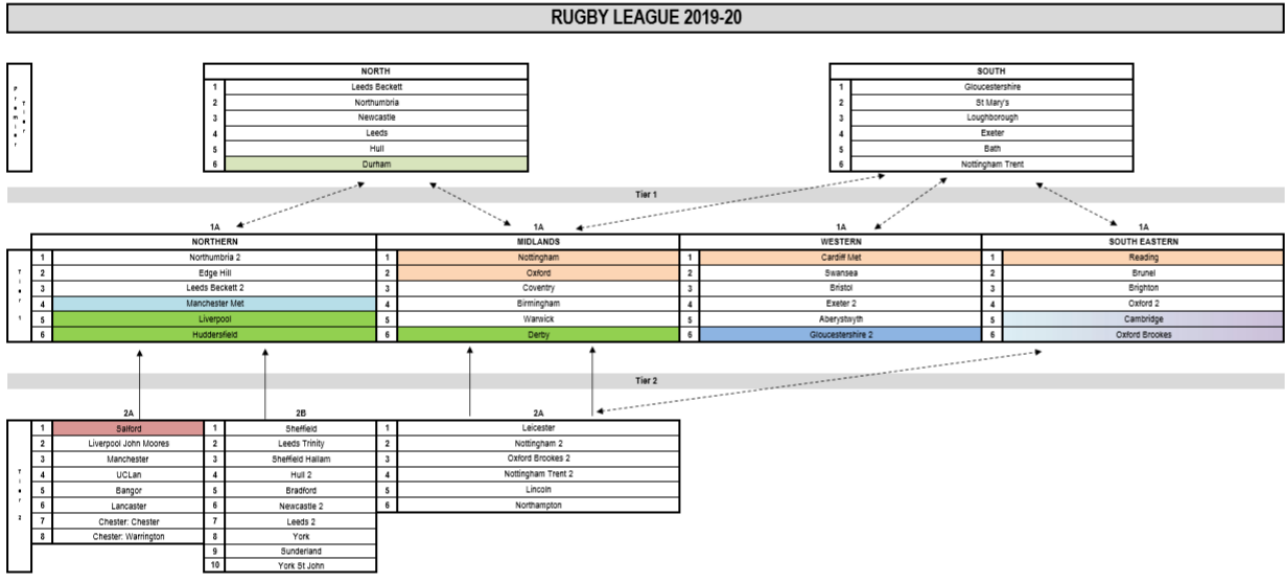 RUGBY LEAGUE 2019-20
Premier Tier
NORTH
1 Leeds Beckett
2 Northumbria
3 Newcastle
4 Leeds
5 Hull
6 Durham
SOUTH
1 Gloucestershire
2 St Mary's
3 Loughborough
4 Exeter
5 Bath
6 Nottingham Trent
Tier 1
Tier 1
1A
NORTHERN
1 Northumbria 2
2 Edge Hill
3 Leeds Beckett 2
4 Manchester Met
5 Liverpool
6 Huddersfield
1A
MIDLANDS
1 Nottingham
2 Oxford
3 Coventry
4 Birmingham
5 Warwick
6 Derby
1A
WESTERN
1 Cardiff Met
2 Swansea
3 Bristol
4 Exeter 2
5 Aberystwyth
6 Gloucestershire 2
1A
SOUTH EASTERN
1 Reading
2 Brunel
3 Brighton
4 Oxford 2
5 Cambridge
6 Oxford Brookes
Tier 2
Tier 2
2A
1 Salford
2 Liverpool John Moores
3 Manchester
4 UCLan
5 Bangor
6 Lancaster
7 Chester: Chester
8 Chester: Warrington
2B
1 Sheffield
2 Leeds Trinity
3 Sheffield Hallam
4 Hull 2
5 Bradford
6 Newcastle 2
7 Leeds 2
8 York
9 Sunderland
10 York St John
2A
1 Leicester
2 Nottingham 2
3 Oxford Brookes 2
4 Nottingham Trent 2
5 Lincoln
6 Northampton